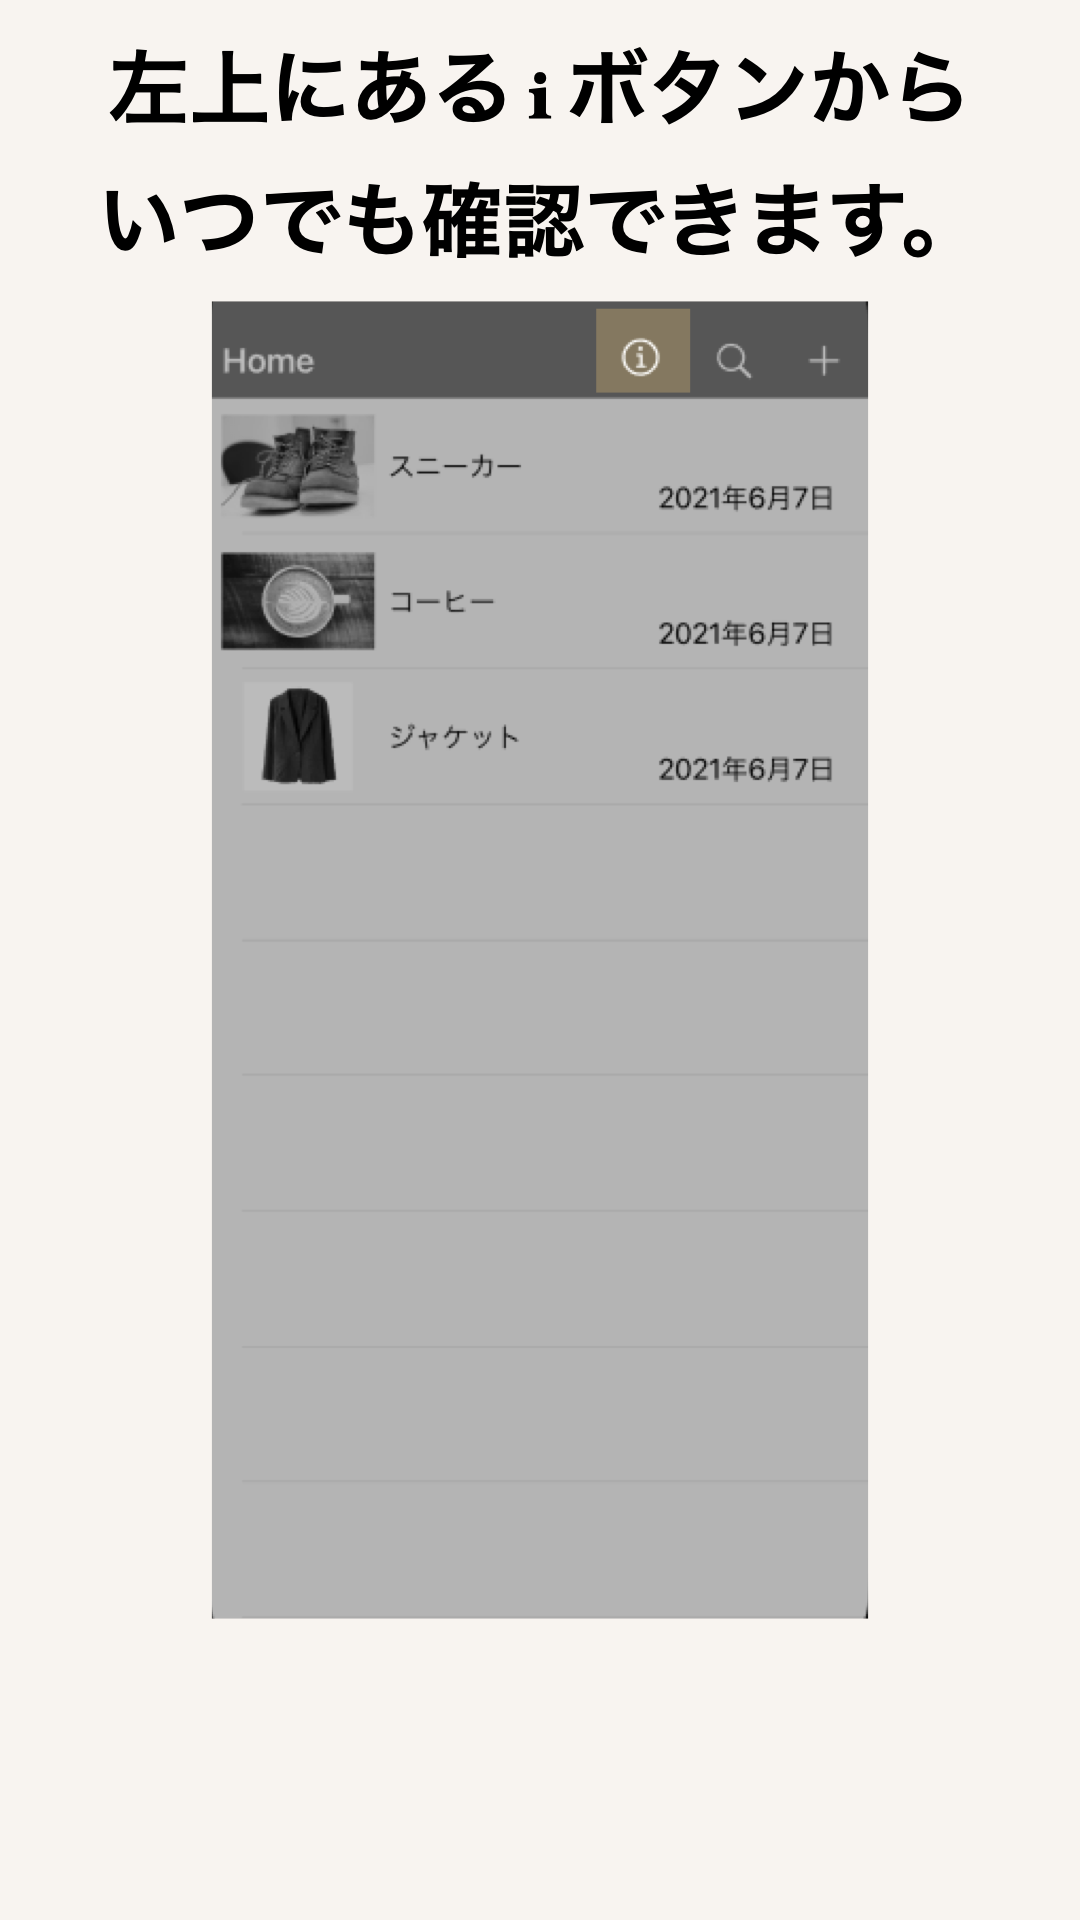 左上にある i ボタンから
いつでも確認できます。
Home
スニーカー
2021年6月7日
コーヒー
2021年6月7日
ジャケット
2021年6月7日